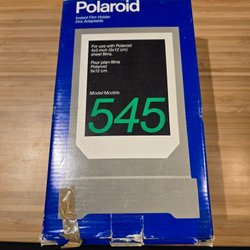 Polaroid
Instant Film Holder
Dos Adaptable
For use with Polaroid
4x5 inch (9x12 cm)
sheet films.
Pour plan-films
Polaroid
9x12 cm.
Model/Modèle
545